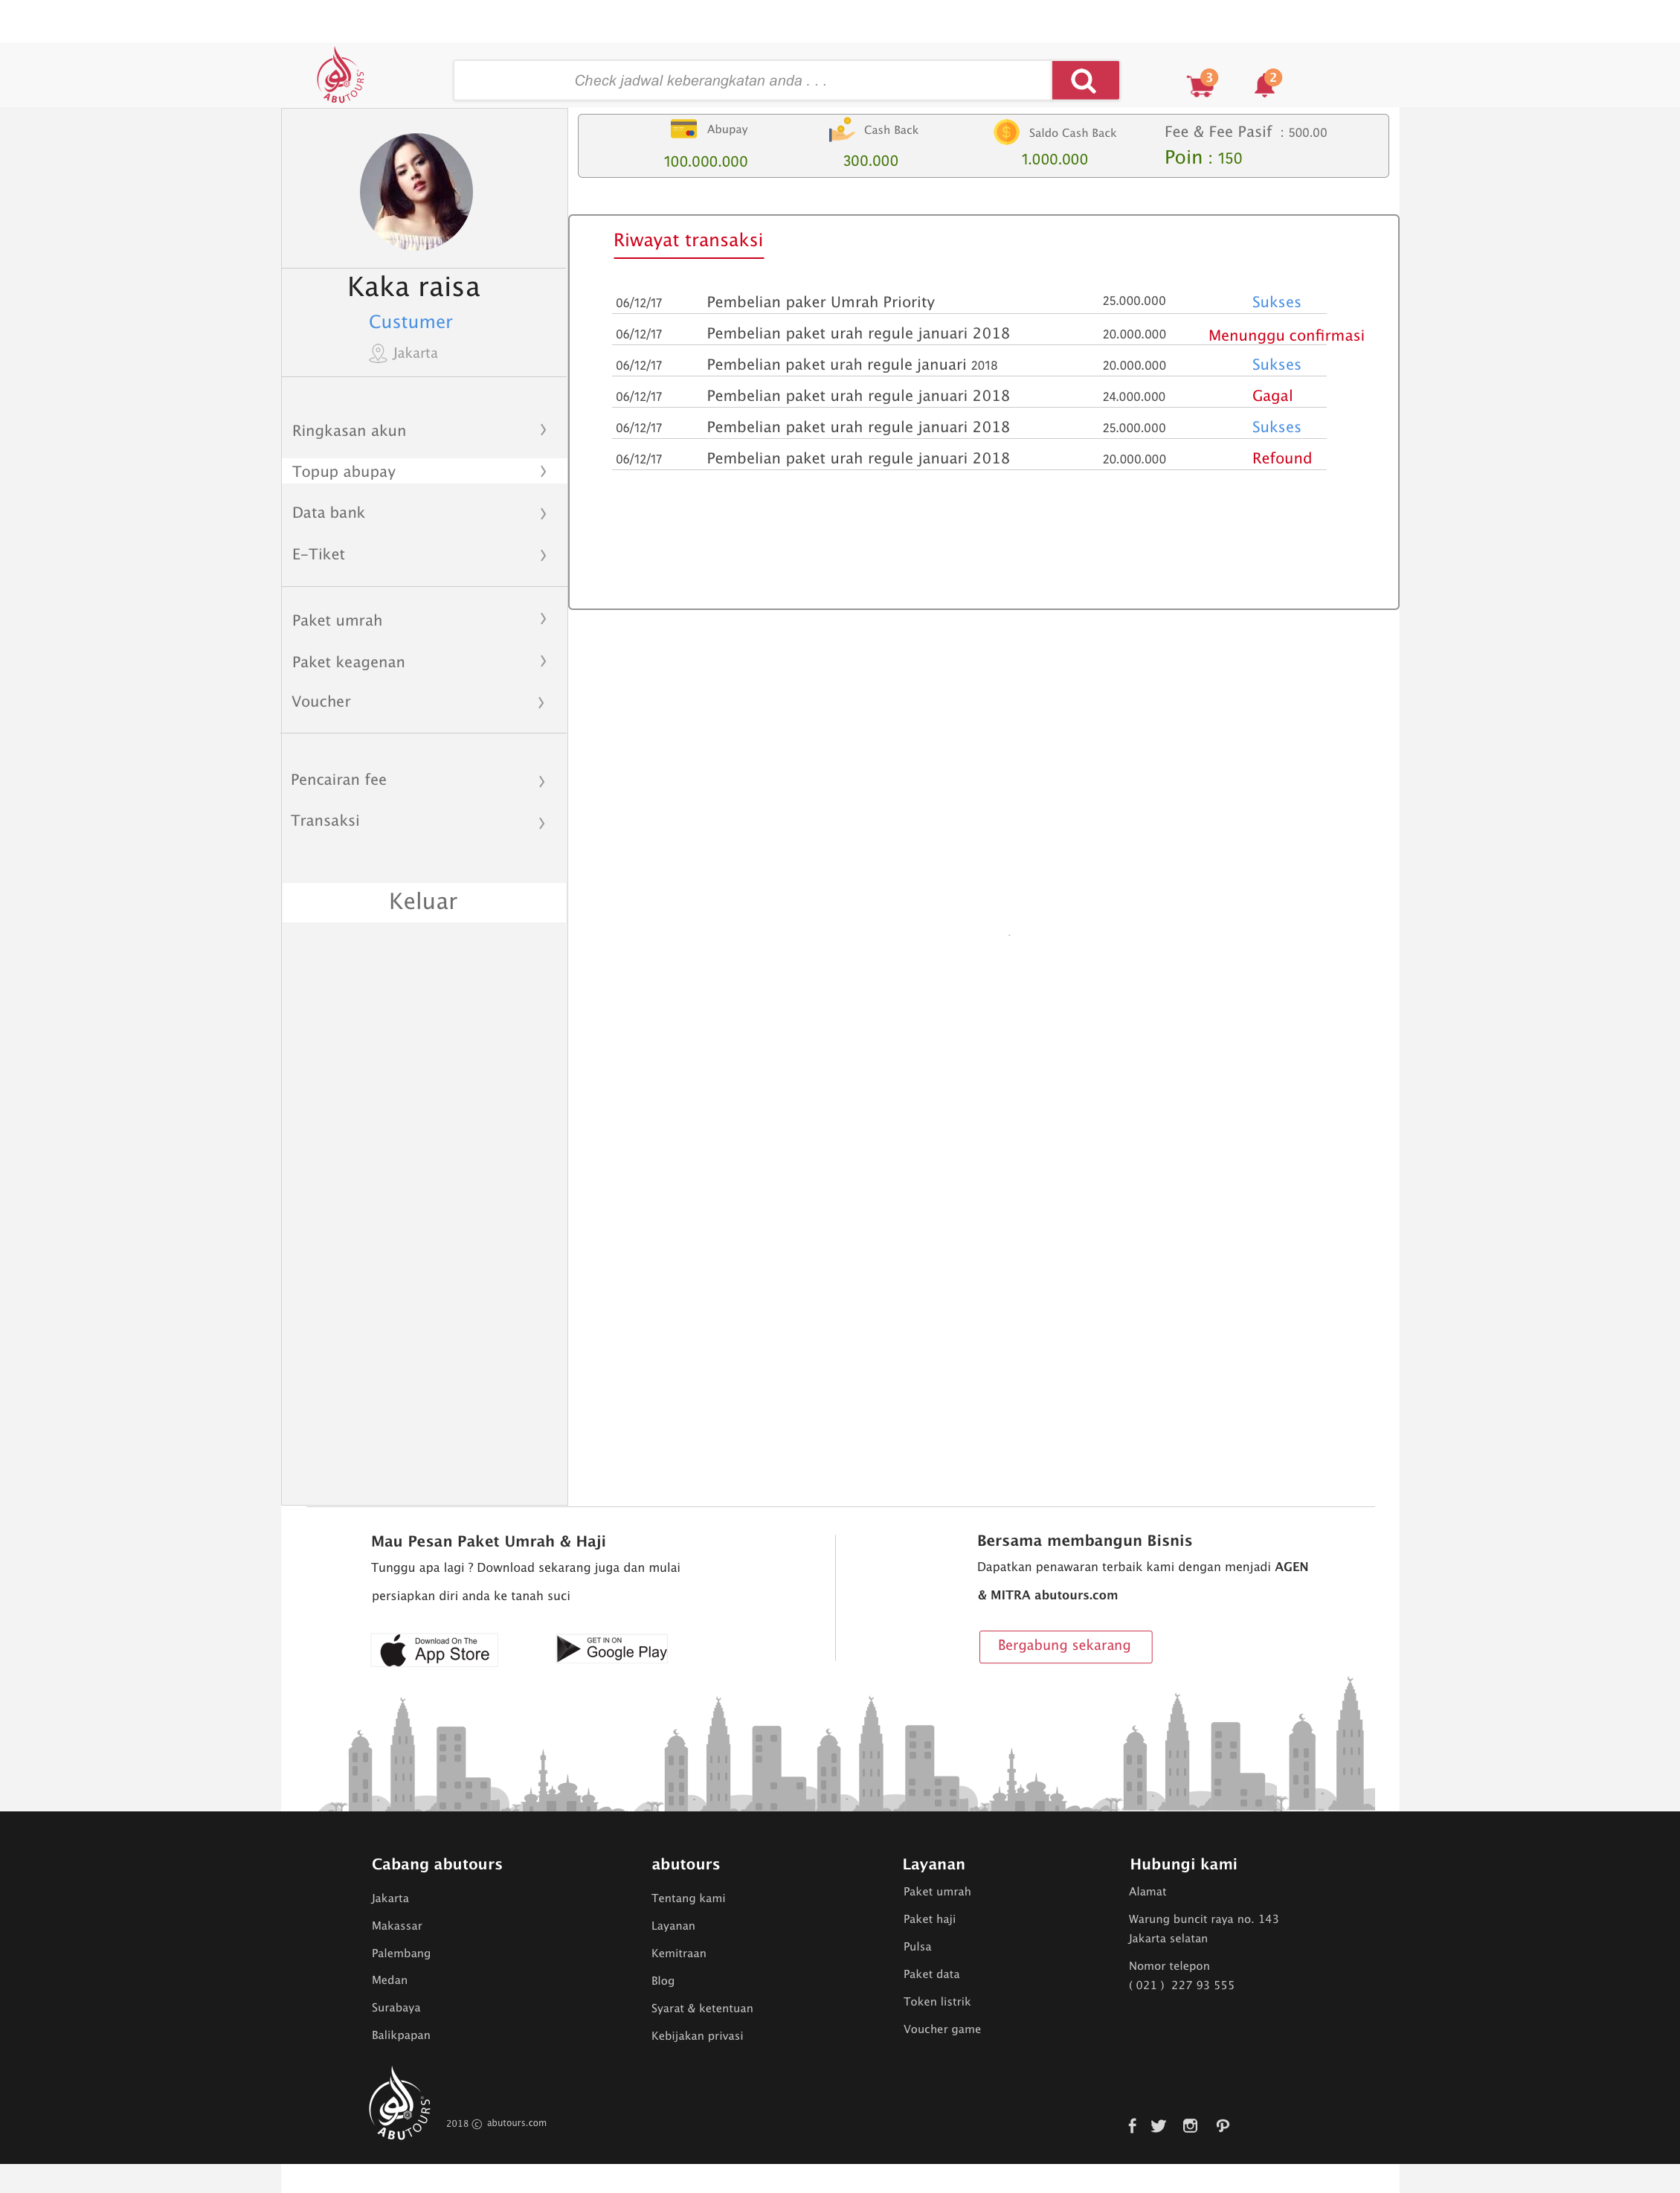 ABUTOURS
Check jadwal keberangkatan anda . . .
3
2
Abupay
100.000.000
Cash Back
300.000
Saldo Cash Back
1.000.000
Fee & Fee Pasif : 500.00
Poin : 150
Kaka raisa
Custumer
Jakarta
Ringkasan akun
Topup abupay
Data bank
E-Tiket
Paket umrah
Paket keagenan
Voucher
Pencairan fee
Transaksi
Keluar
Riwayat transaksi
06/12/17 Pembelian paker Umrah Priority 25.000.000 Sukses
06/12/17 Pembelian paket urah regule januari 2018 20.000.000 Menunggu confirmasi
06/12/17 Pembelian paket urah regule januari 2018 20.000.000 Sukses
06/12/17 Pembelian paket urah regule januari 2018 24.000.000 Gagal
06/12/17 Pembelian paket urah regule januari 2018 25.000.000 Sukses
06/12/17 Pembelian paket urah regule januari 2018 20.000.000 Refound
Mau Pesan Paket Umrah & Haji
Tunggu apa lagi ? Download sekarang juga dan mulai
persiapkan diri anda ke tanah suci
Download On The
App Store
GET IN ON
Google Play
Bersama membangun Bisnis
Dapatkan penawaran terbaik kami dengan menjadi AGEN
& MITRA abutours.com
Bergabung sekarang
Cabang abutours
Jakarta
Makassar
Palembang
Medan
Surabaya
Balikpapan
abutours
Tentang kami
Layanan
Kemitraan
Blog
Syarat & ketentuan
Kebijakan privasi
Layanan
Paket umrah
Paket haji
Pulsa
Paket data
Token listrik
Voucher game
Hubungi kami
Alamat
Warung buncit raya no. 143
Jakarta selatan
Nomor telepon
( 021 ) 227 93 555
ABUTOURS
2018 © abutours.com